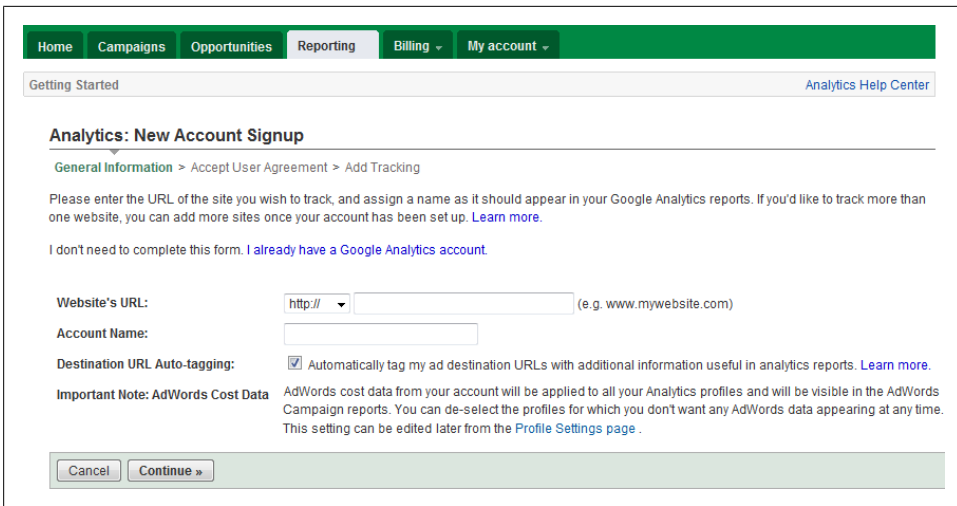 Home Campaigns Opportunities Reporting Billing My account
Getting Started Analytics Help Center
Analytics: New Account Signup
General Information > Accept User Agreement > Add Tracking
Please enter the URL of the site you wish to track, and assign a name as it should appear in your Google Analytics reports. If you'd like to track more than
one website, you can add more sites once your account has been set up. Learn more.
I don't need to complete this form. I already have a Google Analytics account.
Website's URL: http:// (e.g. www.mywebsite.com)
Account Name:
Destination URL Auto-tagging: Automatically tag my ad destination URLs with additional information useful in analytics reports. Learn more.
Important Note: AdWords Cost Data AdWords cost data from your account will be applied to all your Analytics profiles and will be visible in the AdWords
Campaign reports. You can de-select the profiles for which you don't want any AdWords data appearing at any time.
This setting can be edited later from the Profile Settings page .
Cancel Continue »